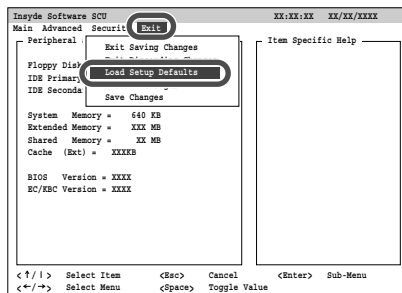 Insyde Software SCU XX:XX:XX XX/XX/XXXX
Main Advanced Securit Exit
Peripheral Item Specific Help
Exit Saving Changes
Floppy Disk
Load Setup Defaults
IDE Primary
IDE Seconda
Save Changes
System Memory = 640 KB
Extended Memory = XXX MB
Shared Memory = XX MB
Cache (Ext) = XXXKB
BIOS Version = XXXX
EC/KBC Version = XXXX
<↑/↓> Select Item <Esc> Cancel <Enter> Sub-Menu
<←/→> Select Menu <Space> Toggle Value